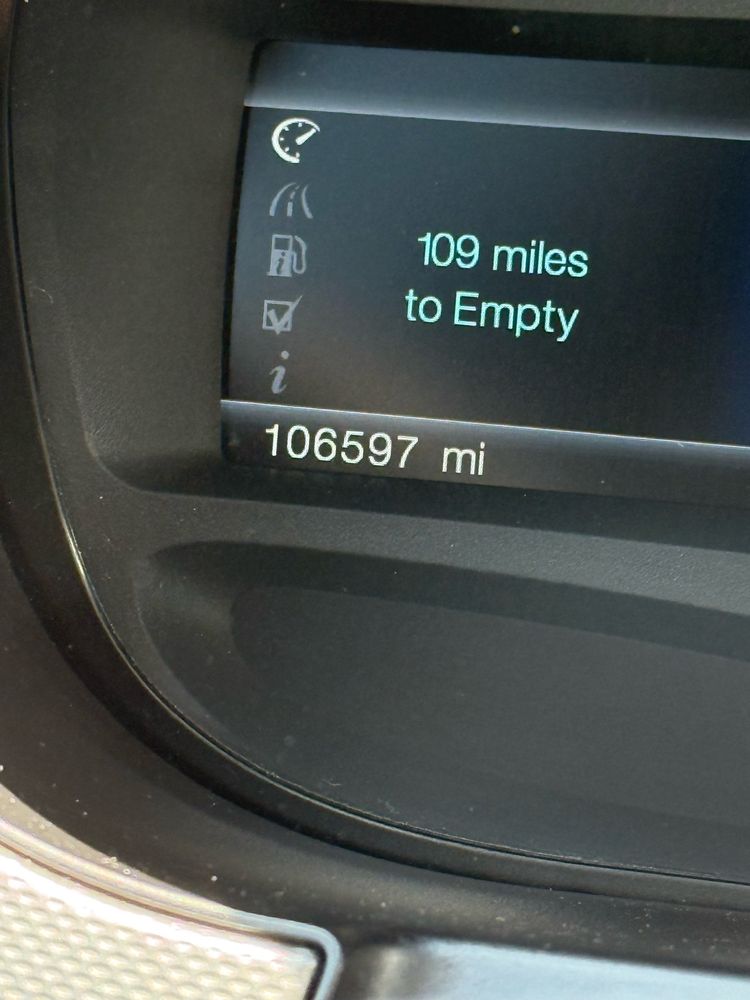 109 miles
to Empty
i
106597 mi